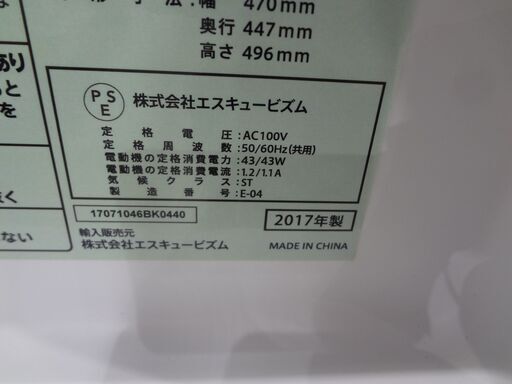 幅 470mm
奥行 447mm
高さ 496mm
あり
と
を
PSE 株式会社エスキュービズム
定格電圧:AC100V
定格周波数:50/60Hz(共用)
電動機の定格消費電力:43/43W
電動機の定格消費電流:1.2/1.1A
気候クラス:ST
製造番号:E-04
17071046BK0440
2017年製
輸入販売元
株式会社エスキュービズム
MADE IN CHINA
く
ない